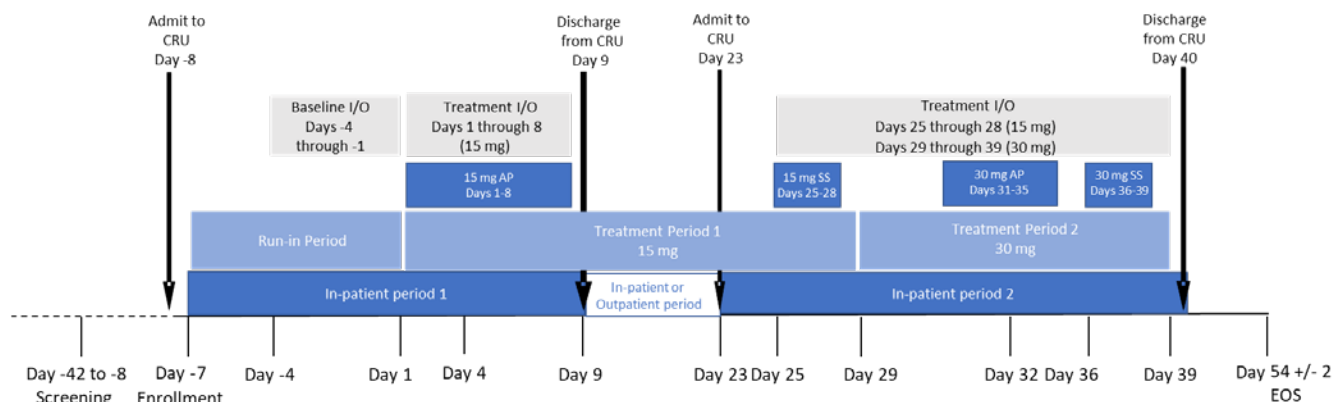 Admit to
CRU
Day -8
Discharge
from CRU
Day 9
Admit to
CRU
Day 23
Discharge
from CRU
Day 40
Baseline I/O
Days -4
through -1
Treatment I/O
Days 1 through 8
(15 mg)
Treatment I/O
Days 25 through 28 (15 mg)
Days 29 through 39 (30 mg)
15 mg AP
Days 1-8
15 mg SS
Days 25-28
30 mg AP
Days 31-35
30 mg SS
Days 36-39
Run-in Period
Treatment Period 1
15 mg
Treatment Period 2
30 mg
In-patient period 1
In-patient or
Outpatient period
In-patient period 2
Day -42 to -8
Screening
Day -7
Enrollment
Day -4
Day 1
Day 4
Day 9
Day 23
Day 25
Day 29
Day 32
Day 36
Day 39
Day 54 +/- 2
EOS